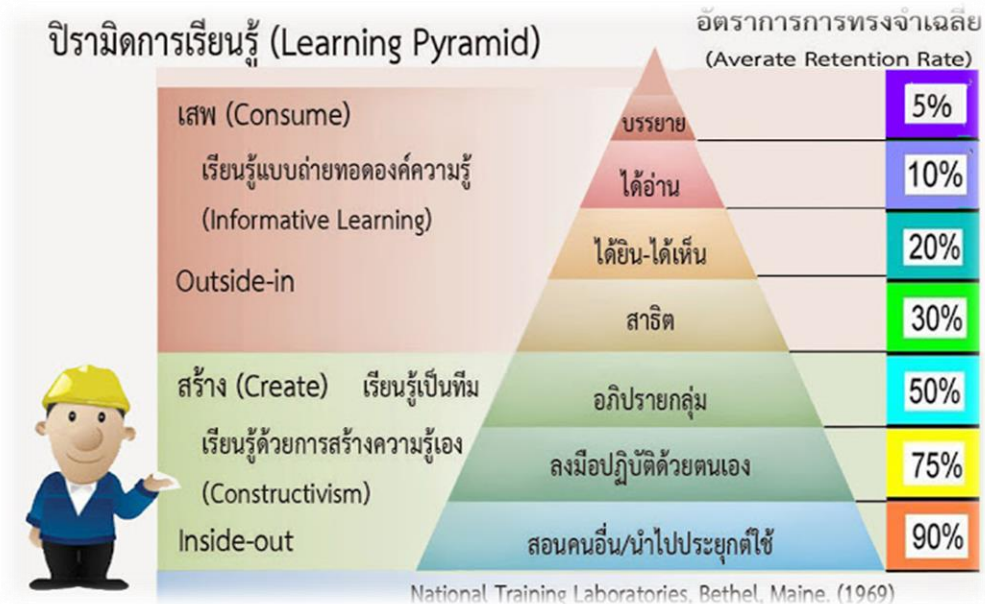 ปิรามิดการเรียนรู้ (Learning Pyramid)
อัตราการการทรงจำเฉลี่ย
(Averate Retention Rate)
เสพ (Consume)
เรียนรู้แบบถ่ายทอดองค์ความรู้
(Informative Learning)
Outside-in
สร้าง (Create) เรียนรู้เป็นทีม
เรียนรู้ด้วยการสร้างความรู้เอง
(Constructivism)
Inside-out
บรรยาย
5%
ได้อ่าน
10%
ได้ยิน-ได้เห็น
20%
สาธิต
30%
อภิปรายกลุ่ม
50%
ลงมือปฏิบัติด้วยตนเอง
75%
สอนคนอื่น/นำไปประยุกต์ใช้
90%
National Training Laboratories, Bethel, Maine. (1969)